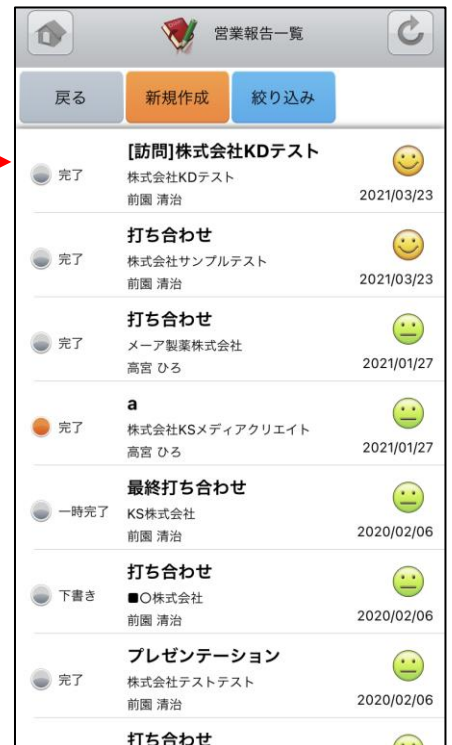 営業報告一覧
戻る 新規作成 絞り込み
[訪問]株式会社KDテスト
完了
株式会社KDテスト
前園 清治
2021/03/23
打ち合わせ
完了
株式会社サンプルテスト
前園 清治
2021/03/23
打ち合わせ
完了
メーア製薬株式会社
高宮 ひろ
2021/01/27
a
完了
株式会社KSメディアクリエイト
高宮 ひろ
2021/01/27
最終打ち合わせ
一時完了
KS株式会社
前園 清治
2020/02/06
打ち合わせ
下書き
■〇株式会社
前園 清治
2020/02/06
プレゼンテーション
完了
株式会社テストテスト
前園 清治
2020/02/06
打ち合わせ